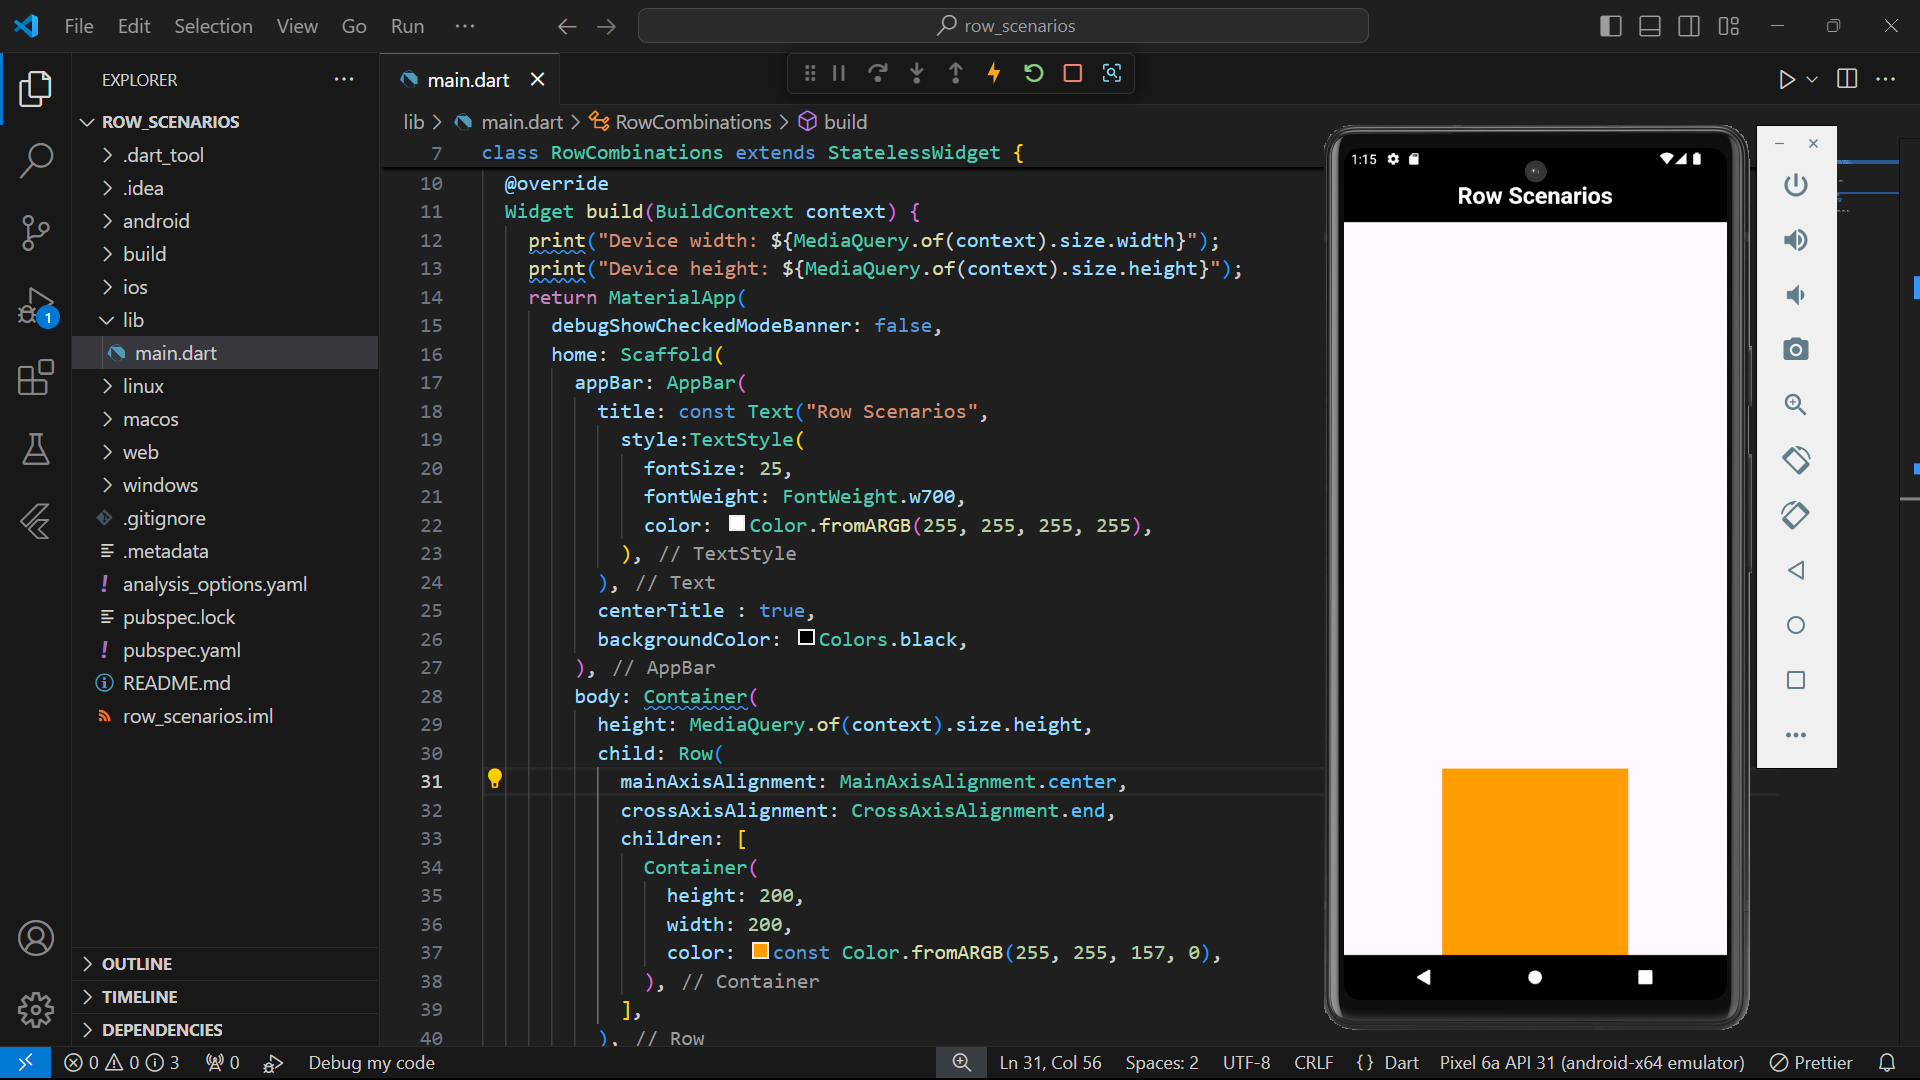 File Edit Selection View Go Run ···
row_scenarios
EXPLORER
main.dart
ROW_SCENARIOS
.dart_tool
.idea
android
build
ios
lib
main.dart
linux
macos
web
windows
.gitignore
.metadata
analysis_options.yaml
pubspec.lock
pubspec.yaml
README.md
row_scenarios.iml
OUTLINE
TIMELINE
DEPENDENCIES
1
lib > main.dart > RowCombinations > build
7 class RowCombinations extends StatelessWidget {
10 @override
11 Widget build(BuildContext context) {
12 print("Device width: ${MediaQuery.of(context).size.width}");
13 print("Device height: ${MediaQuery.of(context).size.height}");
14 return MaterialApp(
15 debugShowCheckedModeBanner: false,
16 home: Scaffold(
17 appBar: AppBar(
18 title: const Text("Row Scenarios",
19 style:TextStyle(
20 fontSize: 25,
21 fontWeight: FontWeight.w700,
22 color: Color.fromARGB(255, 255, 255, 255),
23 ), // TextStyle
24 ), // Text
25 centerTitle : true,
26 backgroundColor: Colors.black,
27 ), // AppBar
28 body: Container(
29 height: MediaQuery.of(context).size.height,
30 child: Row(
31 mainAxisAlignment: MainAxisAlignment.center,
32 crossAxisAlignment: CrossAxisAlignment.end,
33 children: [
34 Container(
35 height: 200,
36 width: 200,
37 color: const Color.fromARGB(255, 255, 157, 0),
38 ), // Container
39 ],
40 ), // Row
1:15
Row Scenarios
0 0 3 0 Debug my code Ln 31, Col 56 Spaces: 2 UTF-8 CRLF {} Dart Pixel 6a API 31 (android-x64 emulator) Prettier